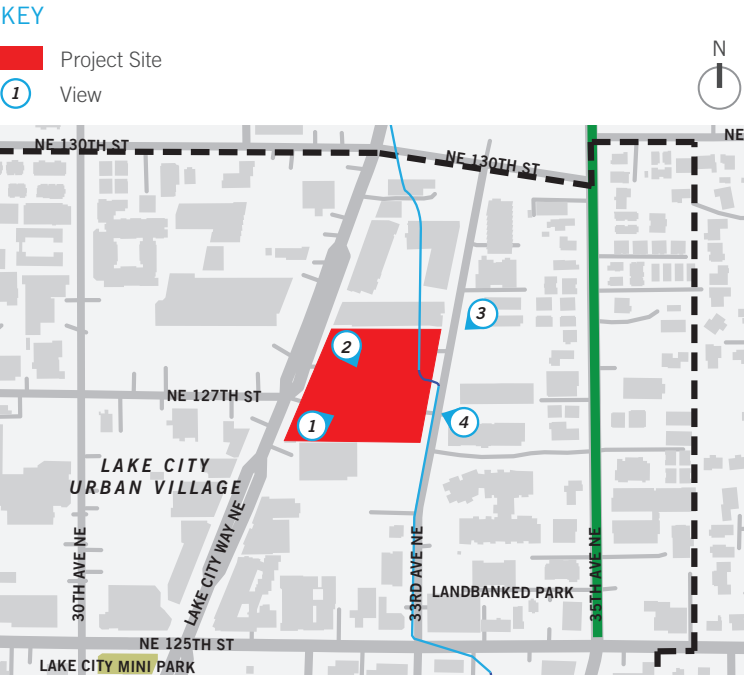 KEY
Project Site
N
1
View
NE 130TH ST
NE
NE 130TH ST
3
2
NE 127TH ST
1
4
LAKE CITY
URBAN VILLAGE
LAKE CITY WAY NE
30TH AVE NE
33RD AVE NE
35TH AVE NE
LANDBANKED PARK
NE 125TH ST
LAKE CITY MINI PARK